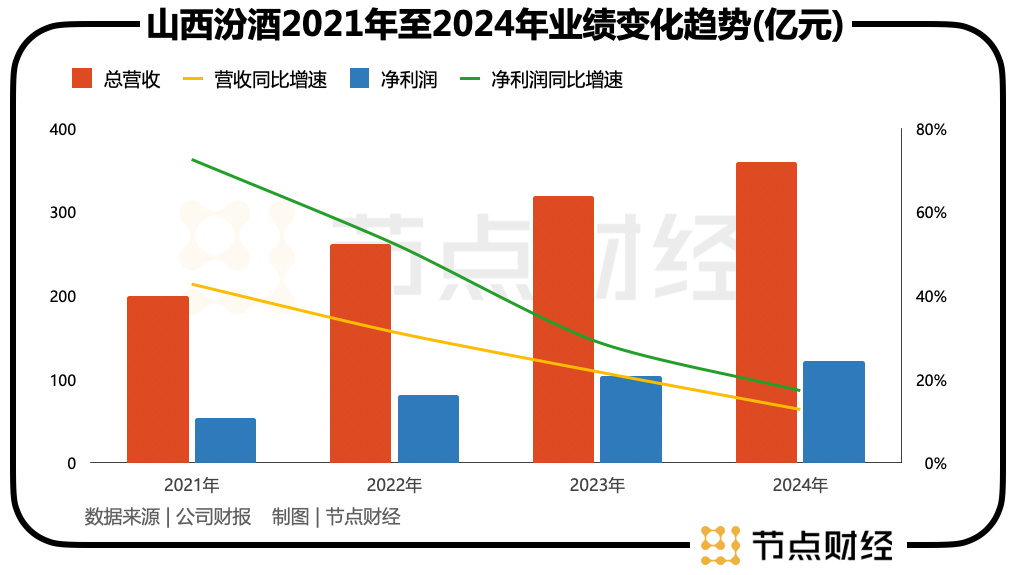 山西汾酒2021年至2024年业绩变化趋势(亿元)
总营收 营收同比增速 净利润 净利润同比增速
400 80%
300 60%
节点财经
200 40%
100 20%
0 0%
2021年 2022年 2023年 2024年
数据来源 | 公司财报 制图 | 节点财经
节点财经